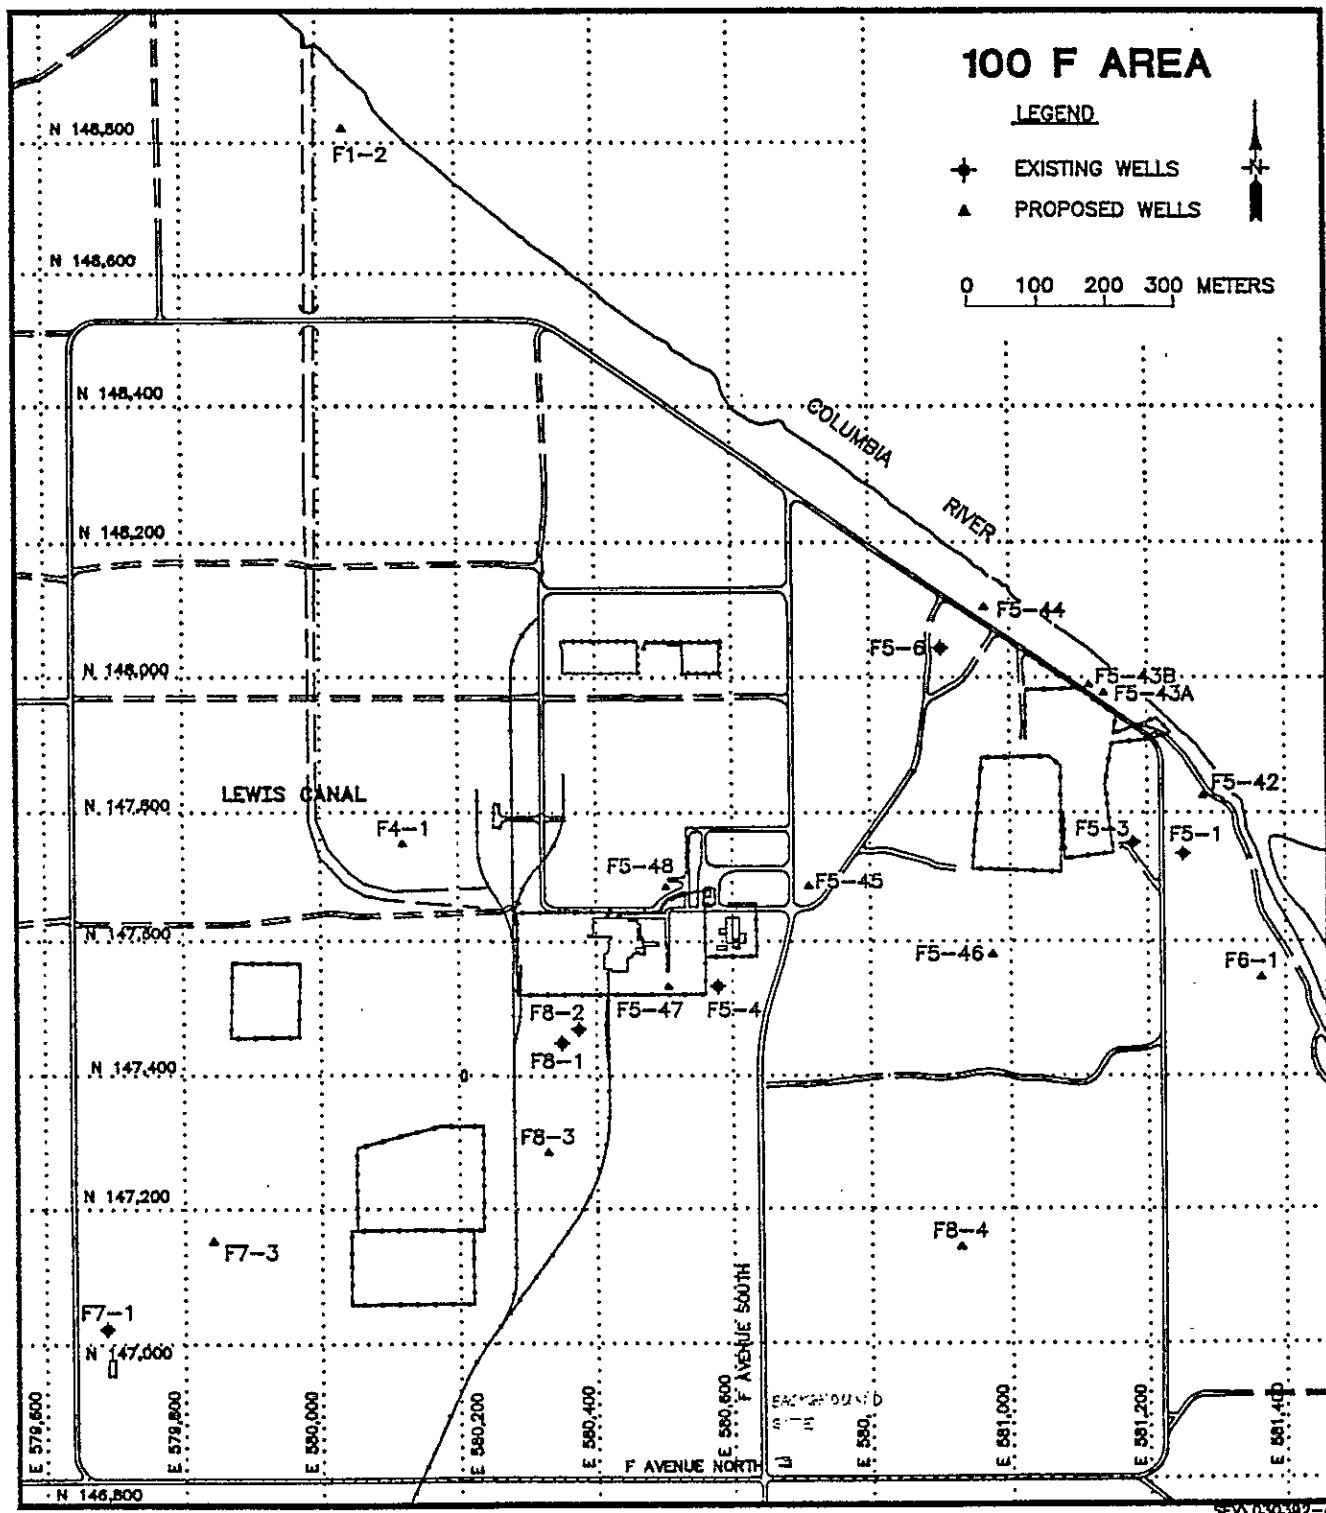 100 F AREA
LEGEND
EXISTING WELLS
PROPOSED WELLS
N
0 100 200 300 METERS
N 148,800
F1-2
N 148,600
N 148,400
COLUMBIA
RIVER
N 148,200
F5-44
F5-6
N 148,000
F5-43B
F5-43A
LEWIS CANAL
N 147,800
F5-42
F4-1
F5-3
F5-1
F5-48
F5-45
N 147,600
F5-46
F6-1
F8-2
F5-47
F5-4
F8-1
N 147,400
F8-3
N 147,200
F7-3
F8-4
F7-1
N 147,000
F AVENUE SOUTH
BACKGROUND
SITE
E 579,600
E 579,800
E 580,000
E 580,200
E 580,400
E 580,600
E 580,
E 581,000
E 581,200
E 581,400
F AVENUE NORTH
N 146,800